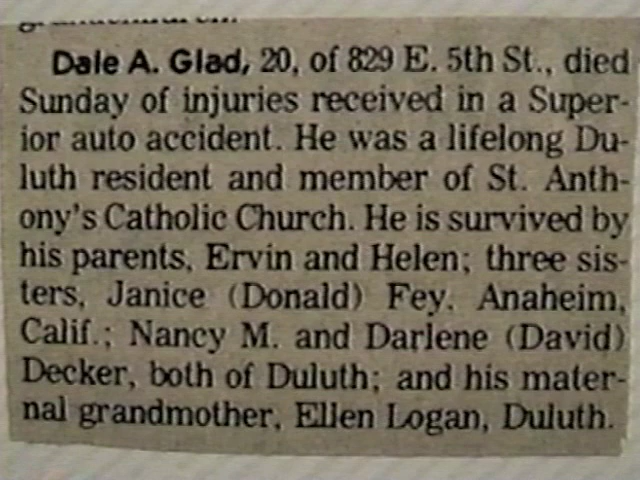 Dale A. Glad, 20, of 829 E. 5th St., died
Sunday of injuries received in a Super-
ior auto accident. He was a lifelong Du-
luth resident and member of St. Anth-
ony's Catholic Church. He is survived by
his parents, Ervin and Helen; three sis-
ters, Janice (Donald) Fey. Anaheim,
Calif.; Nancy M. and Darlene (David)
Decker, both of Duluth; and his mater-
nal grandmother, Ellen Logan, Duluth.